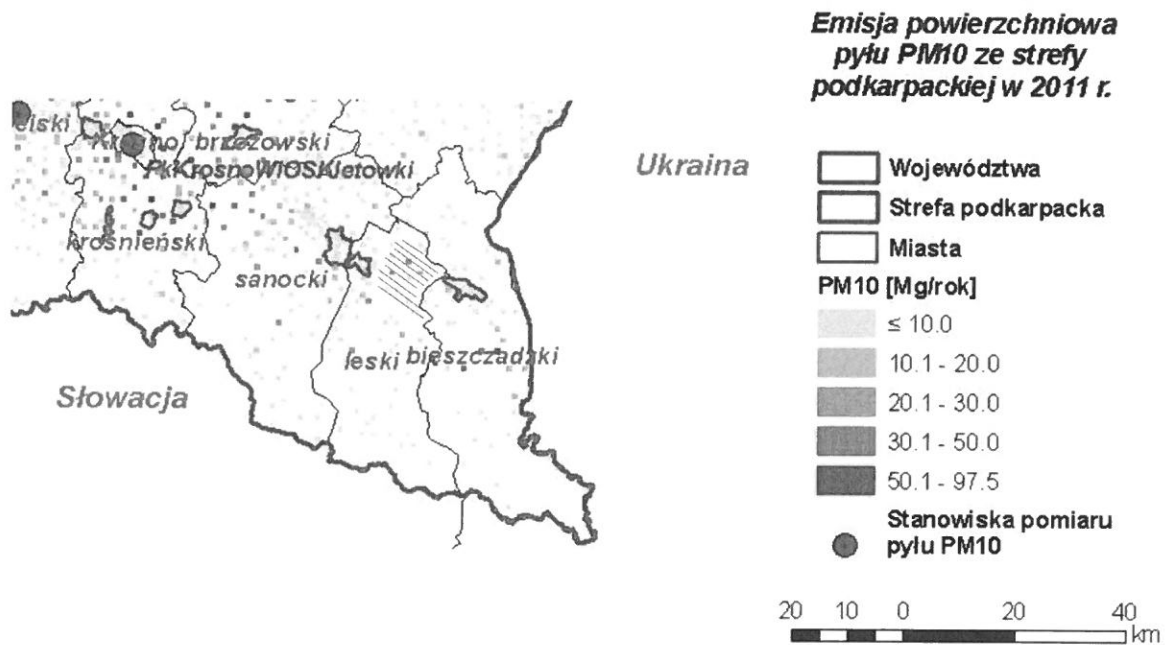 Emisja powierzchniowa
pyłu PM10 ze strefy
podkarpackiej w 2011 r.
elski
brzozowski
Ukraina
krośnieński
sanocki
leski
bieszczadzki
Słowacja
Województwa
Strefa podkarpacka
Miasta
PM10 [Mg/rok]
≤ 10.0
10.1 - 20.0
20.1 - 30.0
30.1 - 50.0
50.1 - 97.5
Stanowiska pomiaru
pyłu PM10
20 10 0 20 40
km